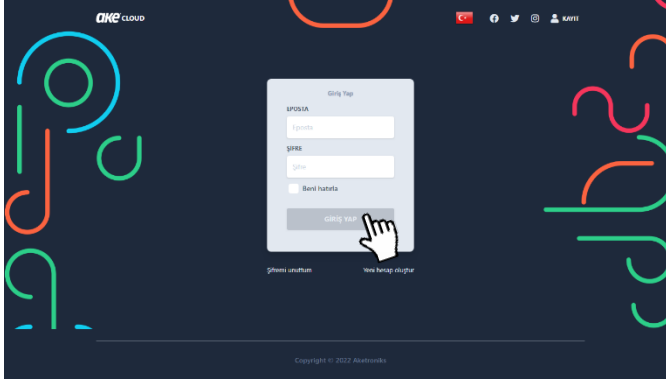 aKe CLOUD
KAYIT
Giriş Yap
EPOSTA
Eposta
ŞİFRE
Şifre
Beni hatırla
GİRİŞ YAP
Şifremi unuttum
Yeni hesap oluştur
Copyright © 2022 Aketroniks